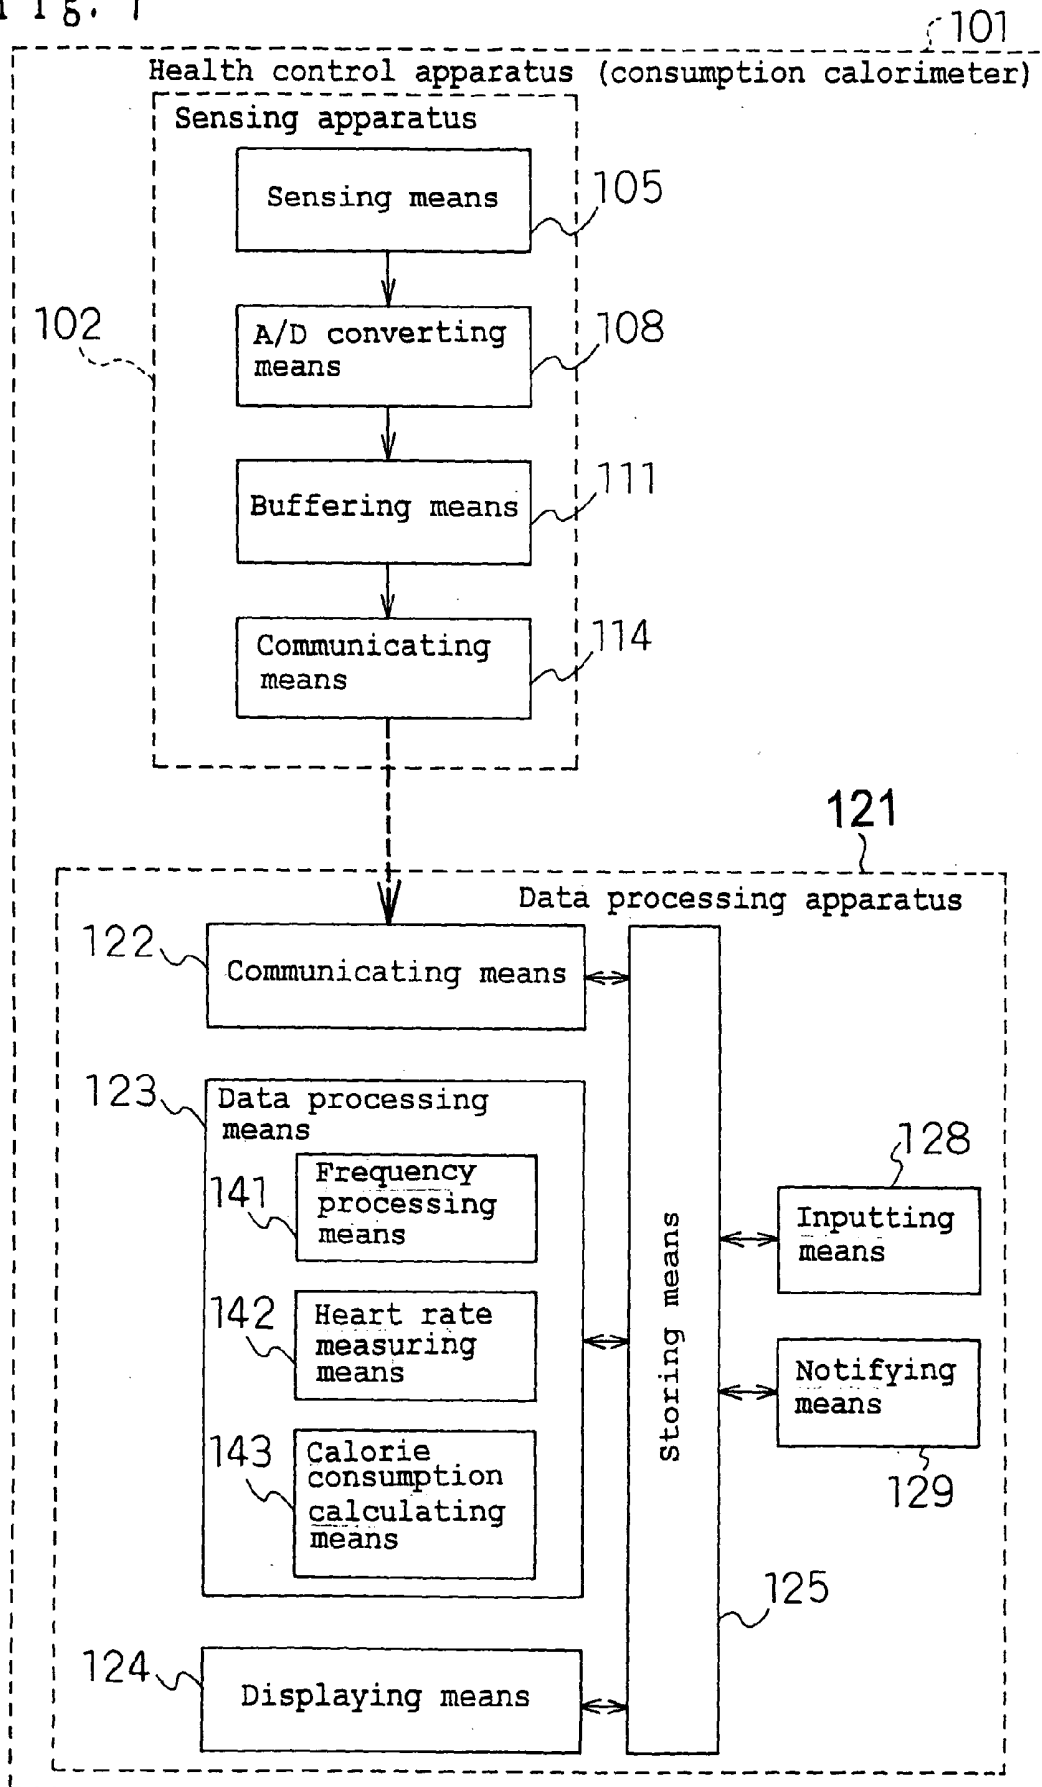 Fig. 1
101
Health control apparatus (consumption calorimeter)
Sensing apparatus
Sensing means
105
102
A/D converting
means
108
Buffering means
111
Communicating
means
114
121
Data processing apparatus
122
Communicating means
123
Data processing
means
141
Frequency
processing
means
142
Heart rate
measuring
means
143
Calorie
consumption
calculating
means
Storing means
128
Inputting
means
Notifying
means
129
125
124
Displaying means